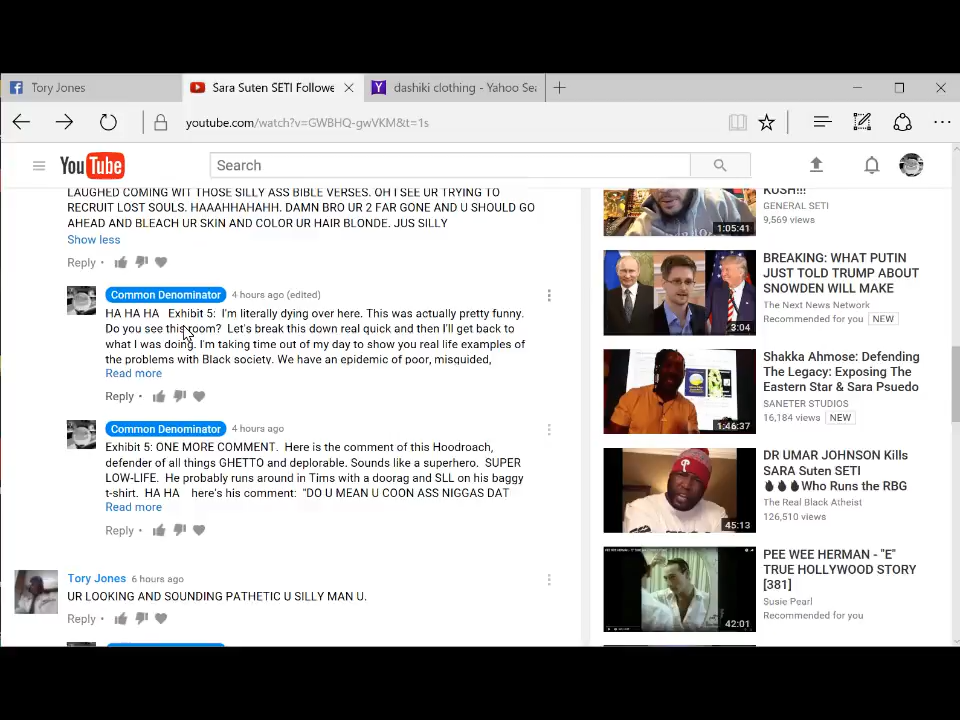 Tory Jones
Sara Suten SETI Followe
dashiki clothing - Yahoo Sea
youtube.com/watch?v=GWBHQ-gwVKM&t=1s
YouTube
Search
LAUGHED COMING WIT THOSE SILLY ASS BIBLE VERSES. OH I SEE UR TRYING TO
RECRUIT LOST SOULS. HAAAHHAHAHH. DAMN BRO UR 2 FAR GONE AND U SHOULD GO
AHEAD AND BLEACH UR SKIN AND COLOR UR HAIR BLONDE. JUS SILLY
Show less
Reply •
Common Denominator 4 hours ago (edited)
HA HA HA Exhibit 5: I'm literally dying over here. This was actually pretty funny.
Do you see this room? Let's break this down real quick and then I'll get back to
what I was doing. I'm taking time out of my day to show you real life examples of
the problems with Black society. We have an epidemic of poor, misquided,
Read more
Reply •
Common Denominator 4 hours ago
Exhibit 5: ONE MORE COMMENT. Here is the comment of this Hoodroach,
defender of all things GHETTO and deplorable. Sounds like a superhero. SUPER
LOW-LIFE. He probably runs around in Tims with a doorag and SLL on his baggy
t-shirt. HA HA here's his comment: "DO U MEAN U COON ASS NIGGAS DAT
Read more
Reply •
Tory Jones 6 hours ago
UR LOOKING AND SOUNDING PATHETIC U SILLY MAN U.
Reply •
KUSH!!!
GENERAL SETI
9,569 views
1:05:41
BREAKING: WHAT PUTIN
JUST TOLD TRUMP ABOUT
SNOWDEN WILL MAKE
The Next News Network
Recommended for you NEW
3:04
Shakka Ahmose: Defending
The Legacy: Exposing The
Eastern Star & Sara Psuedo
SANETER STUDIOS
16,184 views NEW
1:46:37
DR UMAR JOHNSON Kills
SARA Suten SETI
Who Runs the RBG
The Real Black Atheist
126,510 views
45:13
PEE WEE HERMAN - "E"
TRUE HOLLYWOOD STORY
[381]
Susie Pearl
Recommended for you
42:01